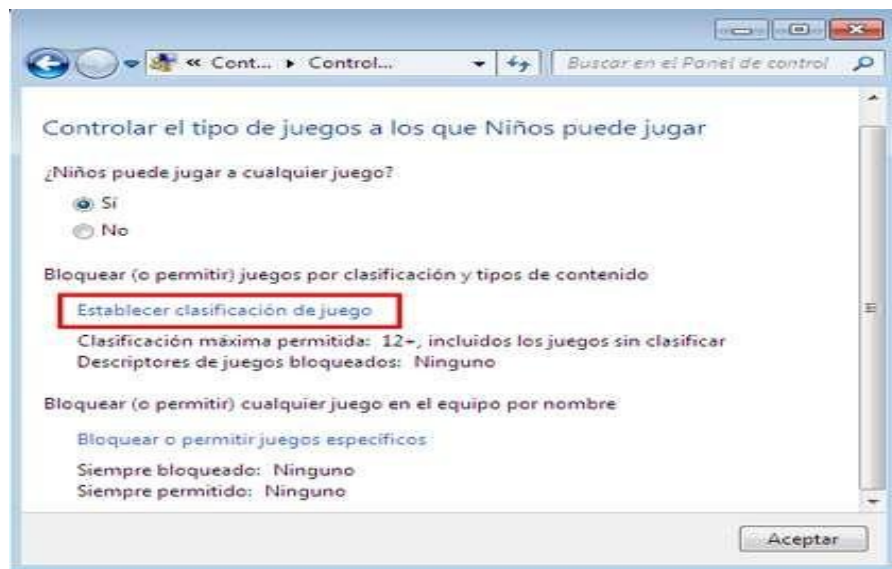 « Cont... ▸ Control...
Buscar en el Panel de control
Controlar el tipo de juegos a los que Niños puede jugar
¿Niños puede jugar a cualquier juego?
Sí
No
Bloquear (o permitir) juegos por clasificación y tipos de contenido
Establecer clasificación de juego
Clasificación máxima permitida: 12+, incluidos los juegos sin clasificar
Descriptores de juegos bloqueados: Ninguno
Bloquear (o permitir) cualquier juego en el equipo por nombre
Bloquear o permitir juegos específicos
Siempre bloqueado: Ninguno
Siempre permitido: Ninguno
Aceptar